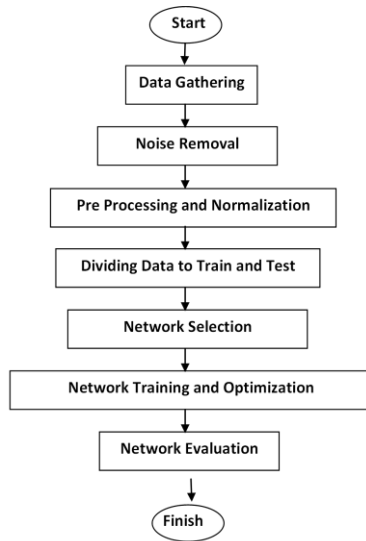 Start
Data Gathering
Noise Removal
Pre Processing and Normalization
Dividing Data to Train and Test
Network Selection
Network Training and Optimization
Network Evaluation
Finish